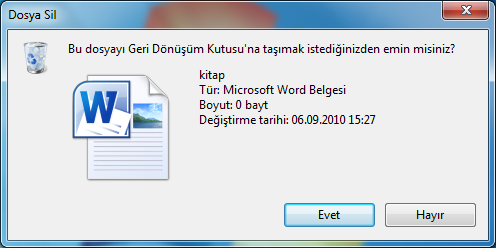 Dosya Sil
Bu dosyayı Geri Dönüşüm Kutusu'na taşımak istediğinizden emin misiniz?
kitap
Tür: Microsoft Word Belgesi
Boyut: 0 bayt
Değiştirme tarihi: 06.09.2010 15:27
W
Evet
Hayır